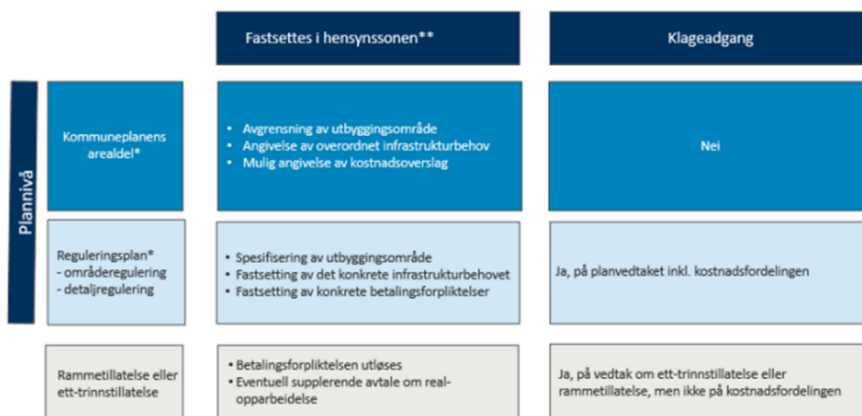 Fastsettes i hensynssonen**
Klageadgang
Plannivå
Kommuneplanens
arealdel*
• Avgrensning av utbyggingsområde
• Angivelse av overordnet infrastrukturbehov
• Mulig angivelse av kostnadsoverslag
Nei
Reguleringsplan*
- områderegulering
- detaljregulering
• Spesifisering av utbyggingsområde
• Fastsetting av det konkrete infrastrukturbehovet
• Fastsetting av konkrete betalingsforpliktelser
Ja, på planvedtaket inkl. kostnadsfordelingen
Rammetillatelse eller
ett-trinnstillatelse
• Betalingsforpliktelsen utløses
• Eventuell supplerende avtale om real-
opparbeidelse
Ja, på vedtak om ett-trinnstillatelse eller
rammetillatelse, men ikke på kostnadsfordelingen